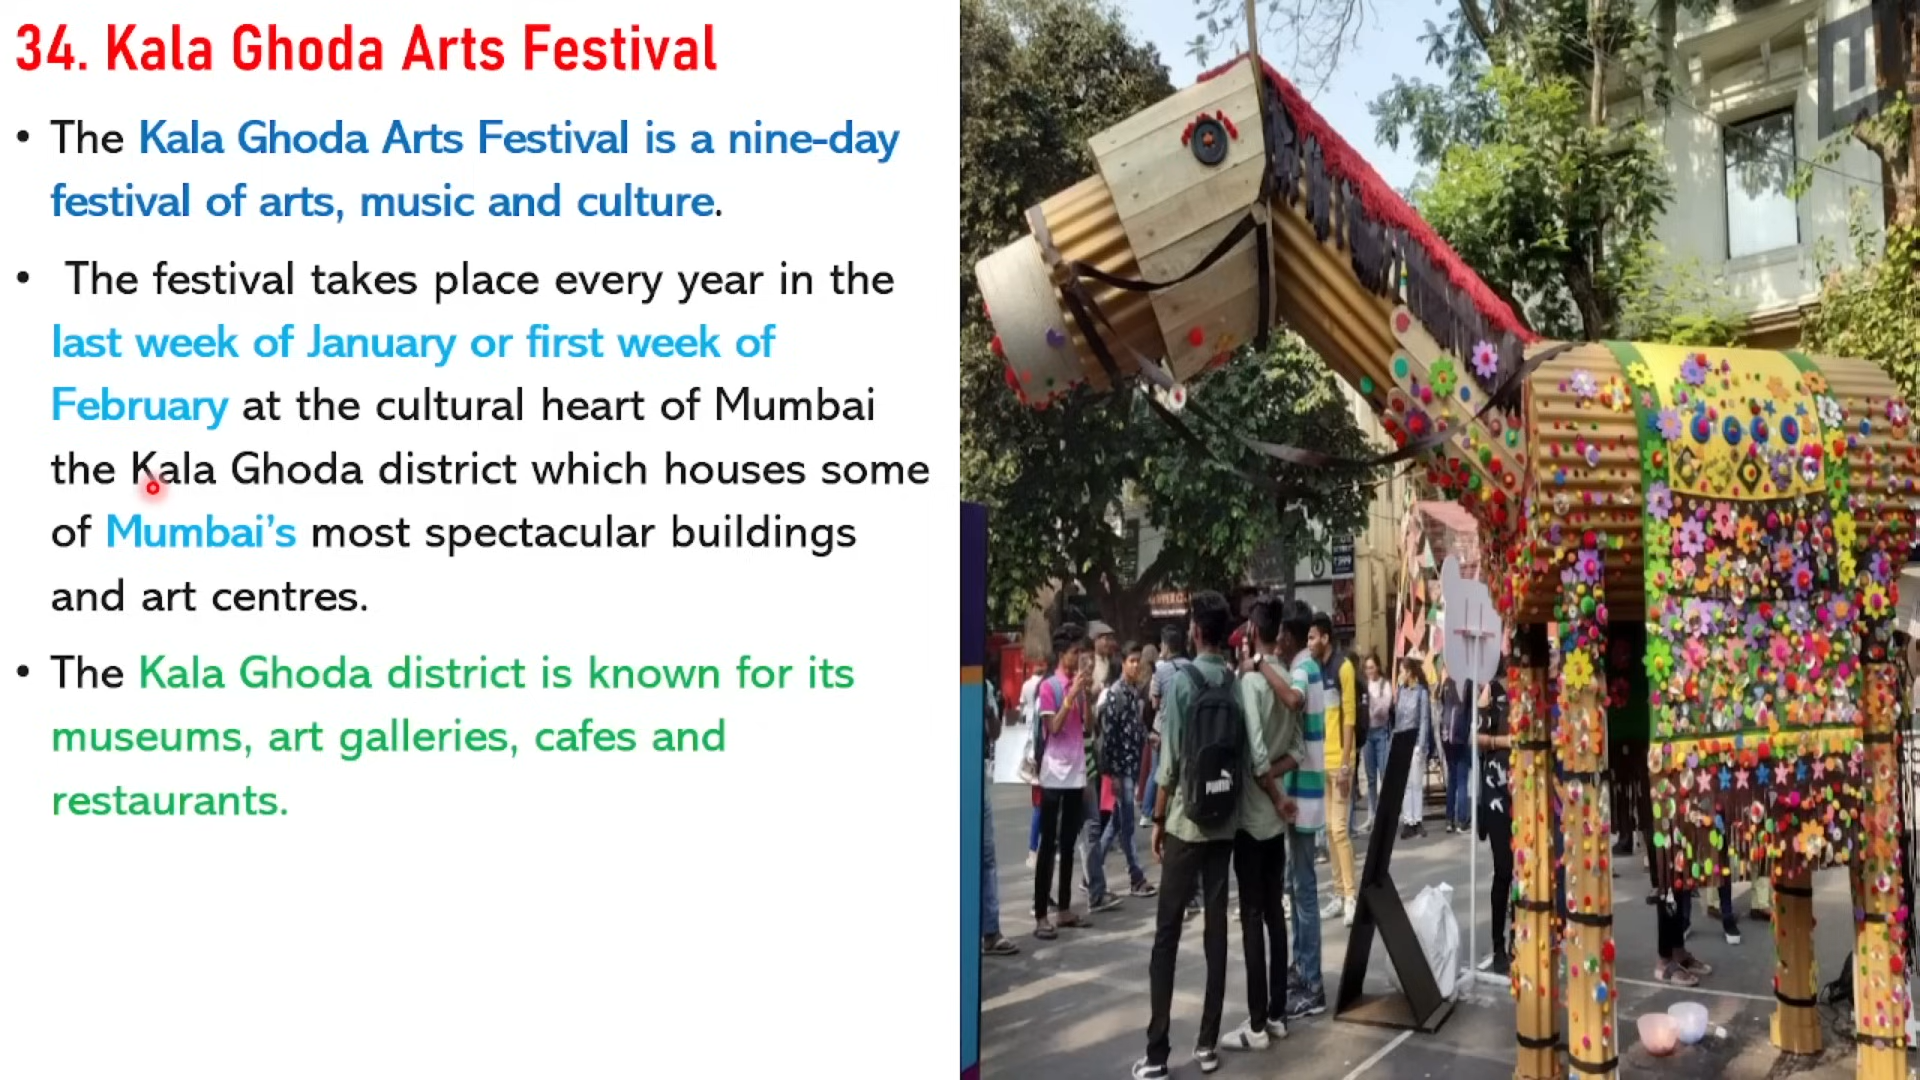 34. Kala Ghoda Arts Festival
• The Kala Ghoda Arts Festival is a nine-day
festival of arts, music and culture.
• The festival takes place every year in the
last week of January or first week of
February at the cultural heart of Mumbai
the Kala Ghoda district which houses some
of Mumbai’s most spectacular buildings
and art centres.
• The Kala Ghoda district is known for its
museums, art galleries, cafes and
restaurants.
PUMA